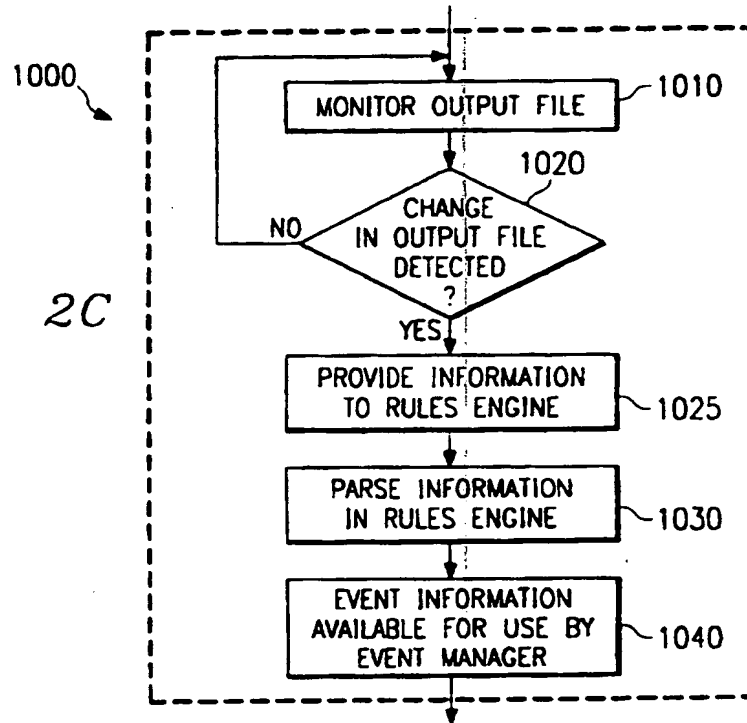 1000
MONITOR OUTPUT FILE
1010
1020
CHANGE
IN OUTPUT FILE
DETECTED
?
NO
2C
YES
PROVIDE INFORMATION
TO RULES ENGINE
1025
PARSE INFORMATION
IN RULES ENGINE
1030
EVENT INFORMATION
AVAILABLE FOR USE BY
EVENT MANAGER
1040